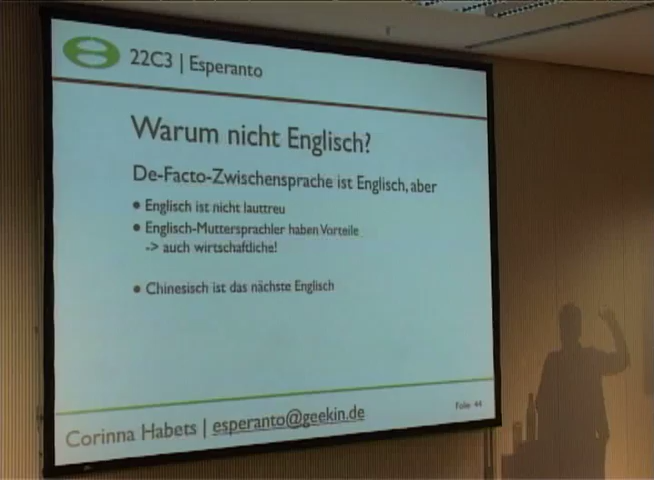 22C3 | Esperanto
Warum nicht Englisch?
De-Facto-Zwischensprache ist Englisch, aber
• Englisch ist nicht lauttreu
• Englisch-Muttersprachler haben Vorteile
-> auch wirtschaftliche!
• Chinesisch ist das nächste Englisch
Corinna Habets | esperanto@geekin.de
Folie 44